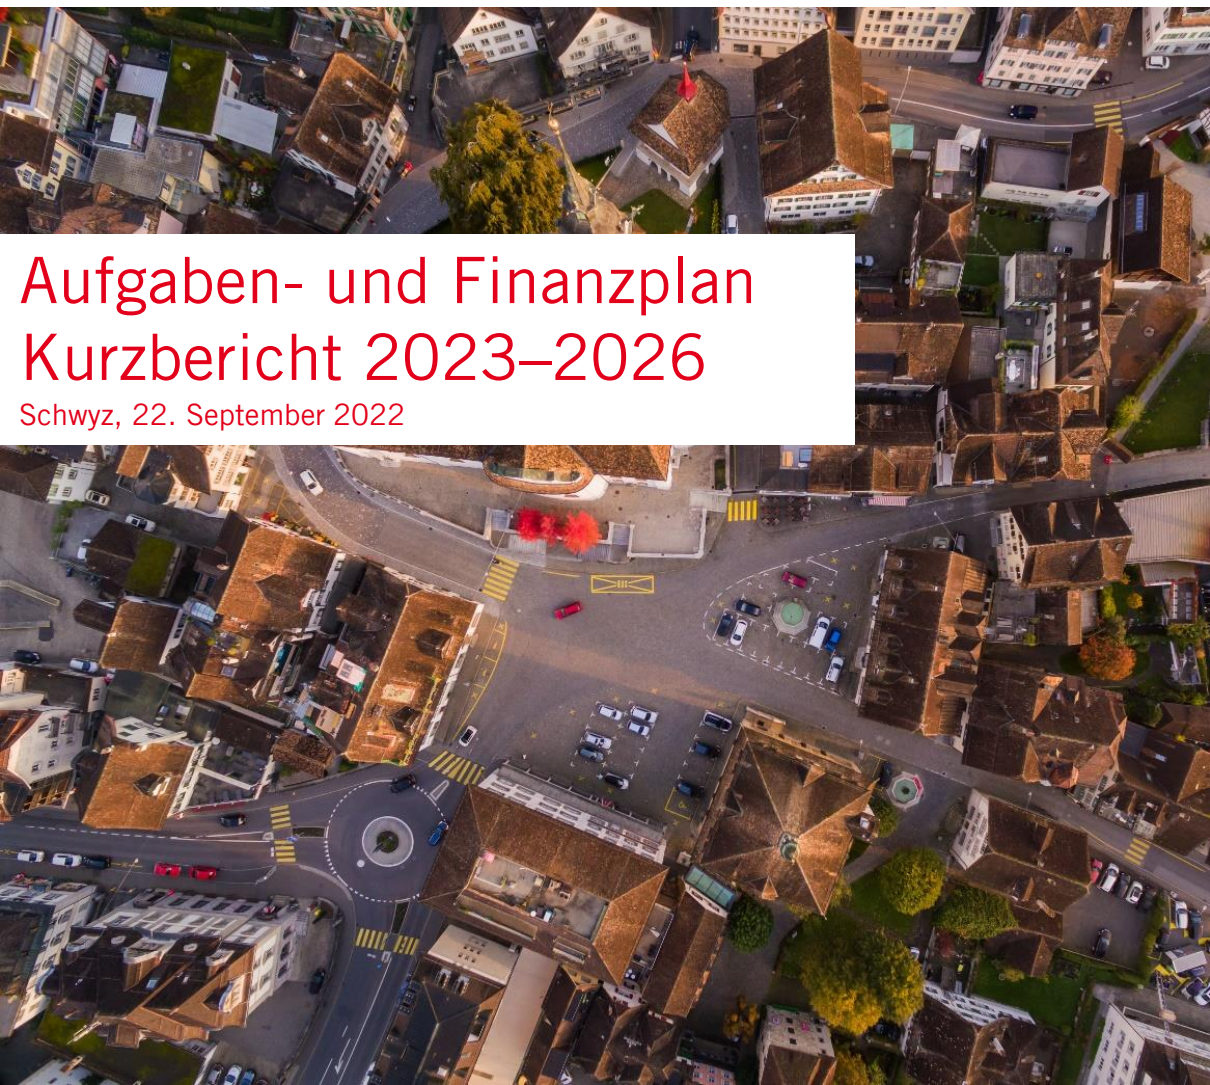 Aufgaben- und Finanzplan
Kurzbericht 2023–2026
Schwyz, 22. September 2022